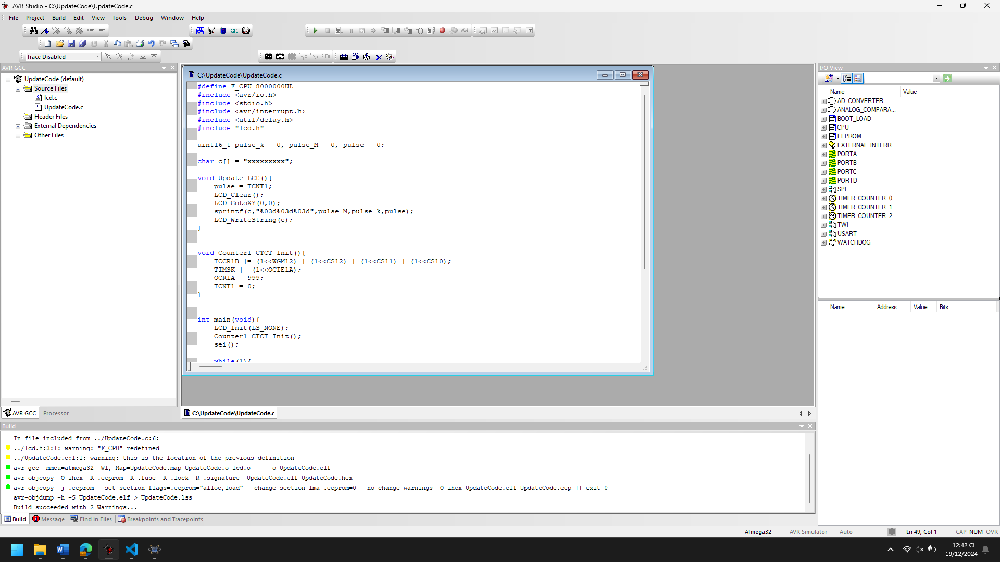 AVR Studio - C:\UpdateCode\UpdateCode.c
File Project Build Edit View Tools Debug Window Help
Trace Disabled
Con AVR AUTO
AVR GCC
UpdateCode (default)
Source Files
lcd.c
UpdateCode.c
Header Files
External Dependencies
Other Files
AVR GCC Processor
C:\UpdateCode\UpdateCode.c
#define F_CPU 8000000UL
#include <avr/io.h>
#include <stdio.h>
#include <avr/interrupt.h>
#include <util/delay.h>
#include "lcd.h"
uint16_t pulse_k = 0, pulse_M = 0, pulse = 0;
char c[] = "xxxxxxxxx";
void Update_LCD(){
pulse = TCNT1;
LCD_Clear();
LCD_GotoXY(0,0);
sprintf(c,"%03d%03d%03d",pulse_M,pulse_k,pulse);
LCD_WriteString(c);
}
void Counter1_CTCT_Init(){
TCCR1B |= (1<<WGM12) | (1<<CS12) | (1<<CS11) | (1<<CS10);
TIMSK |= (1<<OCIE1A);
OCR1A = 999;
TCNT1 = 0;
}
int main(void){
LCD_Init(LS_NONE);
Counter1_CTCT_Init();
sei();
while(1){
C:\UpdateCode\UpdateCode.c
I/O View
Name Value
AD_CONVERTER
ANALOG_COMPARA...
BOOT_LOAD
CPU
EEPROM
EXTERNAL_INTERR...
PORTA
PORTB
PORTC
PORTD
SPI
TIMER_COUNTER_0
TIMER_COUNTER_1
TIMER_COUNTER_2
TWI
USART
WATCHDOG
Name Address Value Bits
Build
In file included from ../UpdateCode.c:6:
../lcd.h:3:1: warning: "F_CPU" redefined
../UpdateCode.c:1:1: warning: this is the location of the previous definition
avr-gcc -mmcu=atmega32 -Wl,-Map=UpdateCode.map UpdateCode.o lcd.o     -o UpdateCode.elf
avr-objcopy -O ihex -R .eeprom -R .fuse -R .lock -R .signature  UpdateCode.elf UpdateCode.hex
avr-objcopy -j .eeprom --set-section-flags=.eeprom="alloc,load" --change-section-lma .eeprom=0 --no-change-warnings -O ihex UpdateCode.elf UpdateCode.eep || exit 0
avr-objdump -h -S UpdateCode.elf > UpdateCode.lss
Build succeeded with 2 Warnings...
Build Message Find in Files Breakpoints and Tracepoints
ATmega32 AVR Simulator Auto Ln 49, Col 1 CAP NUM OVR
12:42 CH
19/12/2024